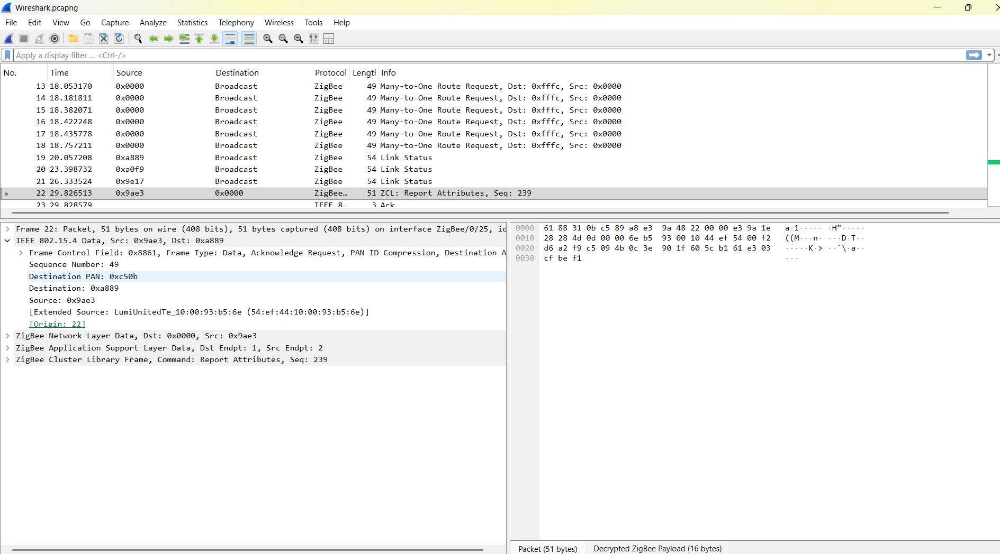 Wireshark.pcapng
File Edit View Go Capture Analyze Statistics Telephony Wireless Tools Help
Apply a display filter ... <Ctrl-/>
No. Time Source Destination Protocol Length Info
13 18.053170 0x0000 Broadcast ZigBee 49 Many-to-One Route Request, Dst: 0xfffc, Src: 0x0000
14 18.181811 0x0000 Broadcast ZigBee 49 Many-to-One Route Request, Dst: 0xfffc, Src: 0x0000
15 18.382071 0x0000 Broadcast ZigBee 49 Many-to-One Route Request, Dst: 0xfffc, Src: 0x0000
16 18.422248 0x0000 Broadcast ZigBee 49 Many-to-One Route Request, Dst: 0xfffc, Src: 0x0000
17 18.435778 0x0000 Broadcast ZigBee 49 Many-to-One Route Request, Dst: 0xfffc, Src: 0x0000
18 18.757211 0x0000 Broadcast ZigBee 49 Many-to-One Route Request, Dst: 0xfffc, Src: 0x0000
19 20.057208 0xa889 Broadcast ZigBee 54 Link Status
20 23.398732 0xa0f9 Broadcast ZigBee 54 Link Status
21 26.333524 0x9e17 Broadcast ZigBee 54 Link Status
22 29.826513 0x9ae3 0x0000 ZigBee… 51 ZCL: Report Attributes, Seq: 239
23 29.828579 IEEE 8… 3 Ack
Frame 22: Packet, 51 bytes on wire (408 bits), 51 bytes captured (408 bits) on interface ZigBee/0/25, id
IEEE 802.15.4 Data, Src: 0x9ae3, Dst: 0xa889
Frame Control Field: 0x8861, Frame Type: Data, Acknowledge Request, PAN ID Compression, Destination A
Sequence Number: 49
Destination PAN: 0xc50b
Destination: 0xa889
Source: 0x9ae3
[Extended Source: LumiUnitedTe_10:00:93:b5:6e (54:ef:44:10:00:93:b5:6e)]
[Origin: 22]
ZigBee Network Layer Data, Dst: 0x0000, Src: 0x9ae3
ZigBee Application Support Layer Data, Dst Endpt: 1, Src Endpt: 2
ZigBee Cluster Library Frame, Command: Report Attributes, Seq: 239
0000 61 88 31 0b c5 89 a8 e3 9a 48 22 00 00 e3 9a 1e a·1····· ·H"·····
0010 28 28 4d 0d 00 00 6e b5 93 00 10 44 ef 54 00 f2 ((M···n· ···D·T··
0020 d6 a2 f9 c5 09 4b 0c 3e 90 1f 60 5c b1 61 e3 03 ·····K·> ··`\·a··
0030 cf be f1 ···
Packet (51 bytes) Decrypted ZigBee Payload (16 bytes)